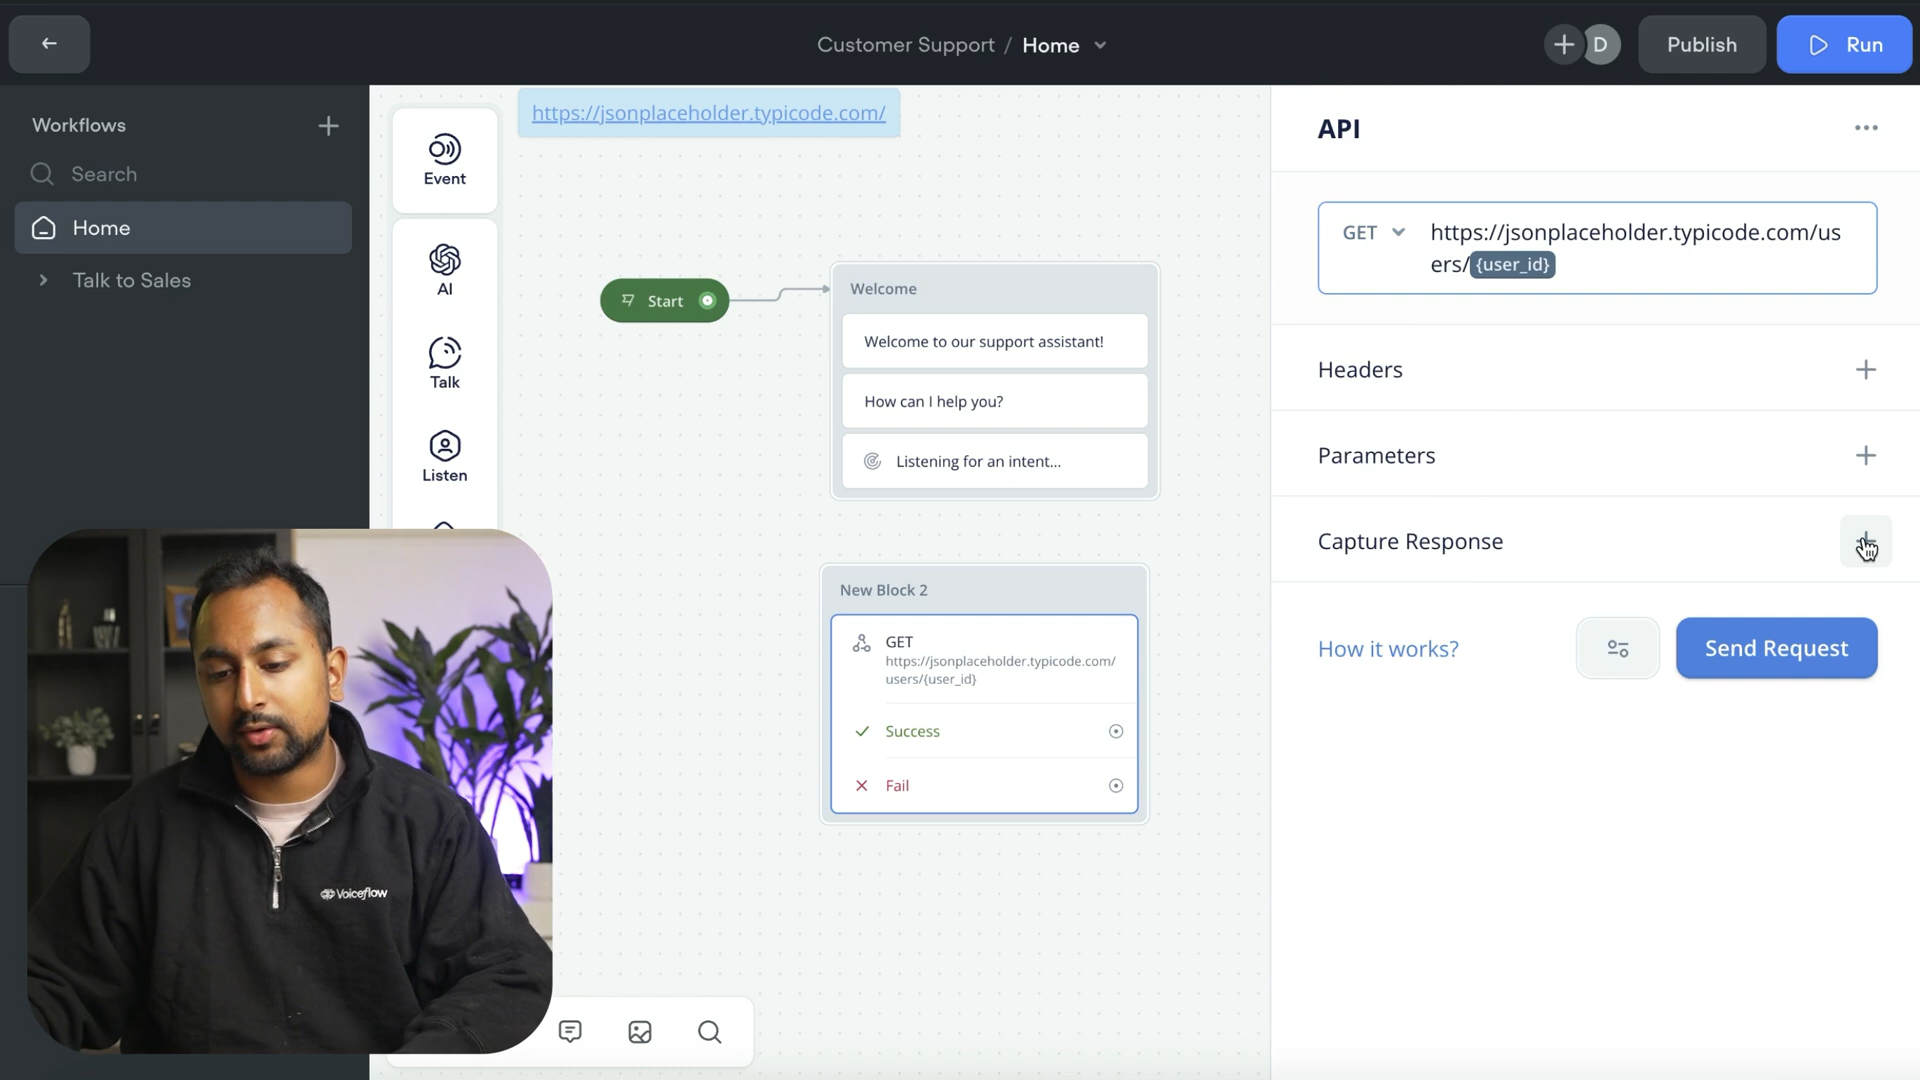 Customer Support / Home
D
Publish
Run
Workflows
Search
Home
Talk to Sales
Event
AI
Talk
Listen
https://jsonplaceholder.typicode.com/
Start
Welcome
Welcome to our support assistant!
How can I help you?
Listening for an intent...
New Block 2
GET
https://jsonplaceholder.typicode.com/
users/{user_id}
Success
Fail
API
GET
https://jsonplaceholder.typicode.com/us
ers/{user_id}
Headers
Parameters
Capture Response
How it works?
Send Request
Voiceflow